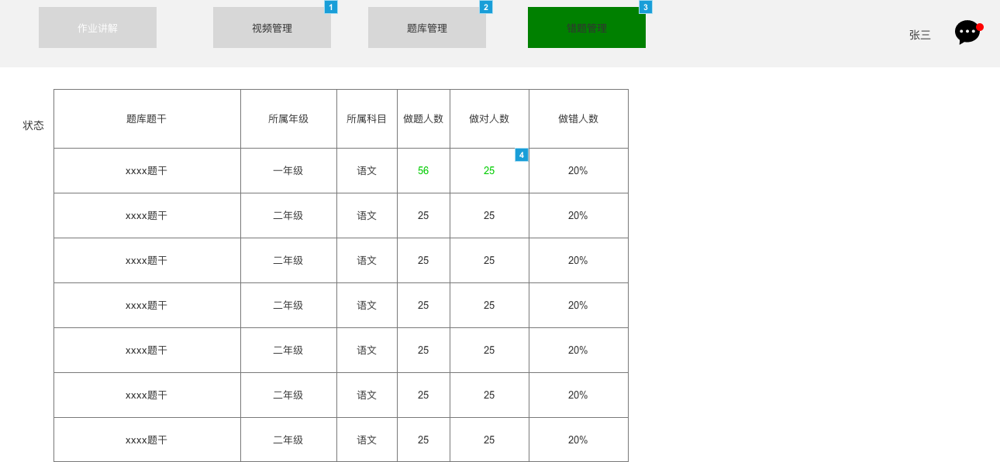 作业讲解 视频管理 1 题库管理 2 错题管理 3
张三
状态
题库题干 所属年级 所属科目 做题人数 做对人数 做错人数
xxxx题干 一年级 语文 56 25 4 20%
xxxx题干 二年级 语文 25 25 20%
xxxx题干 二年级 语文 25 25 20%
xxxx题干 二年级 语文 25 25 20%
xxxx题干 二年级 语文 25 25 20%
xxxx题干 二年级 语文 25 25 20%
xxxx题干 二年级 语文 25 25 20%